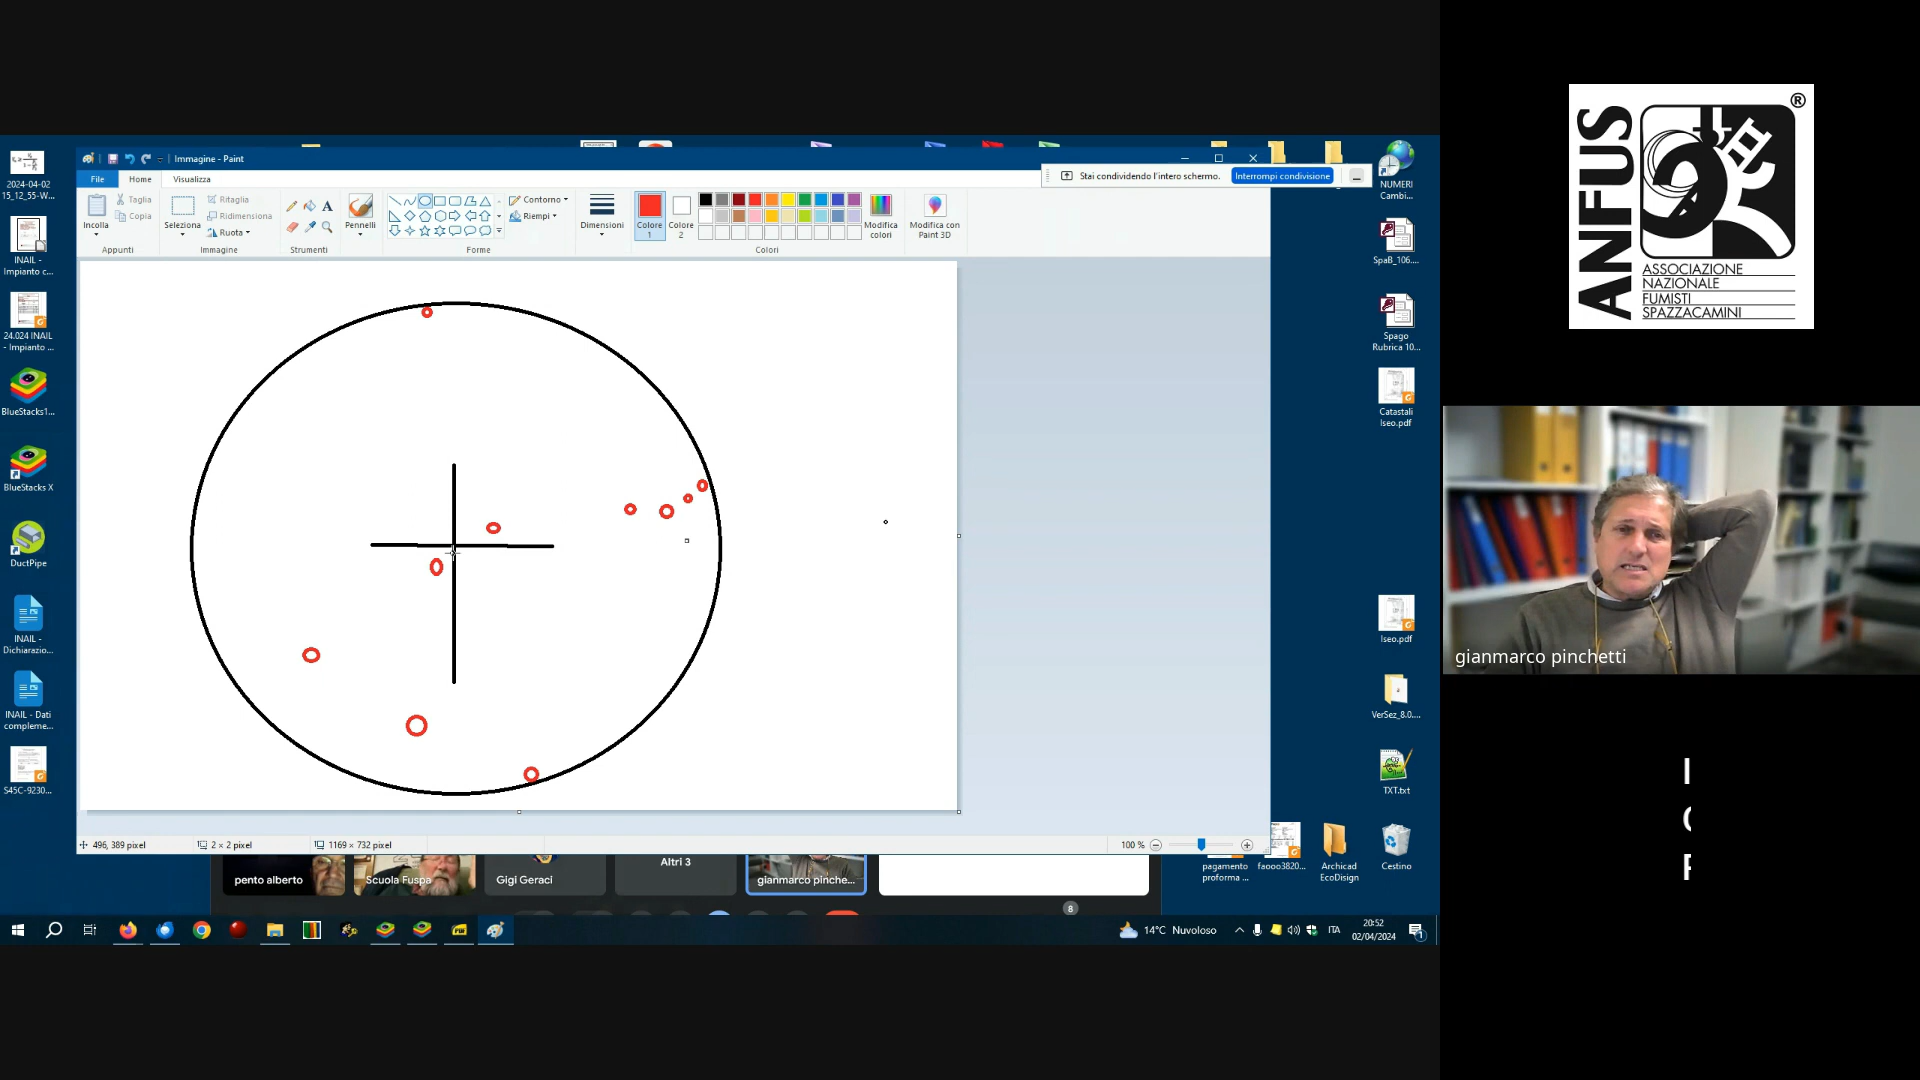 Immagine - Paint
File
Home
Visualizza
Stai condividendo l'intero schermo.
Interrompi condivisione
Incolla
Taglia
Copia
Appunti
Seleziona
Ritaglia
Ridimensiona
Ruota
Immagine
A
Strumenti
Pennelli
Contorno
Riempi
Forme
Dimensioni
Colore
1
Colore
2
Modifica
colori
Colori
Modifica con
Paint 3D
2024-04-02
15_12_55-W...
INAIL -
Impianto c...
24.024 INAIL
- Impianto ...
BlueStacks1...
BlueStacks X
DuctPipe
INAIL -
Dichiarazio...
INAIL - Dati
compleme...
S45C-9230...
NUMERI
Cambi...
SpaB_106....
Spago
Rubrica 10...
Catastali
Iseo.pdf
Iseo.pdf
VerSez_8.0....
TXT.txt
pagamento
proforma ...
faooo3820...
Archicad
EcoDisign
Cestino
496, 389 pixel
2 × 2 pixel
1169 × 732 pixel
100 %
pento alberto
Scuola Fuspa
Gigi Geraci
Altri 3
gianmarco pinche...
8
14°C Nuvoloso
ITA
20:52
02/04/2024
1
ANFUS
®
ASSOCIAZIONE
NAZIONALE
FUMISTI
SPAZZACAMINI
gianmarco pinchetti